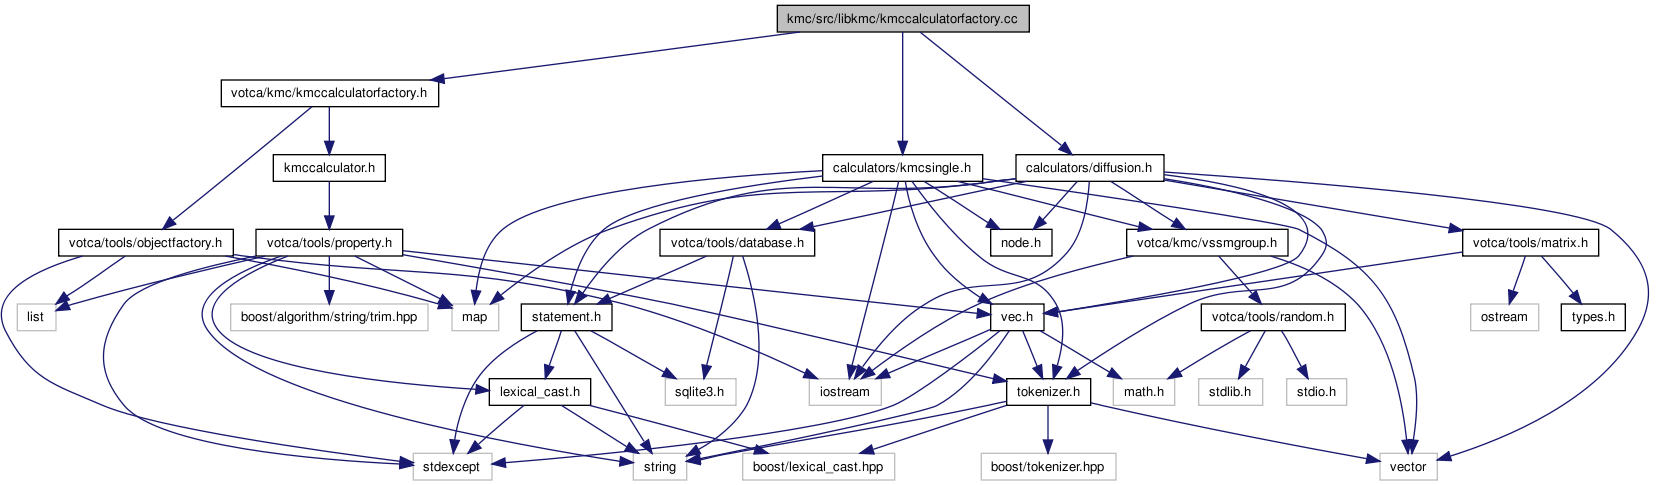 kmc/src/libkmc/kmccalculatorfactory.cc
votca/kmc/kmccalculatorfactory.h
kmccalculator.h
calculators/kmcsingle.h
calculators/diffusion.h
votca/tools/objectfactory.h
votca/tools/property.h
votca/tools/database.h
node.h
votca/kmc/vssmgroup.h
votca/tools/matrix.h
list
boost/algorithm/string/trim.hpp
map
statement.h
vec.h
votca/tools/random.h
ostream
types.h
lexical_cast.h
sqlite3.h
iostream
tokenizer.h
math.h
stdlib.h
stdio.h
stdexcept
string
boost/lexical_cast.hpp
boost/tokenizer.hpp
vector